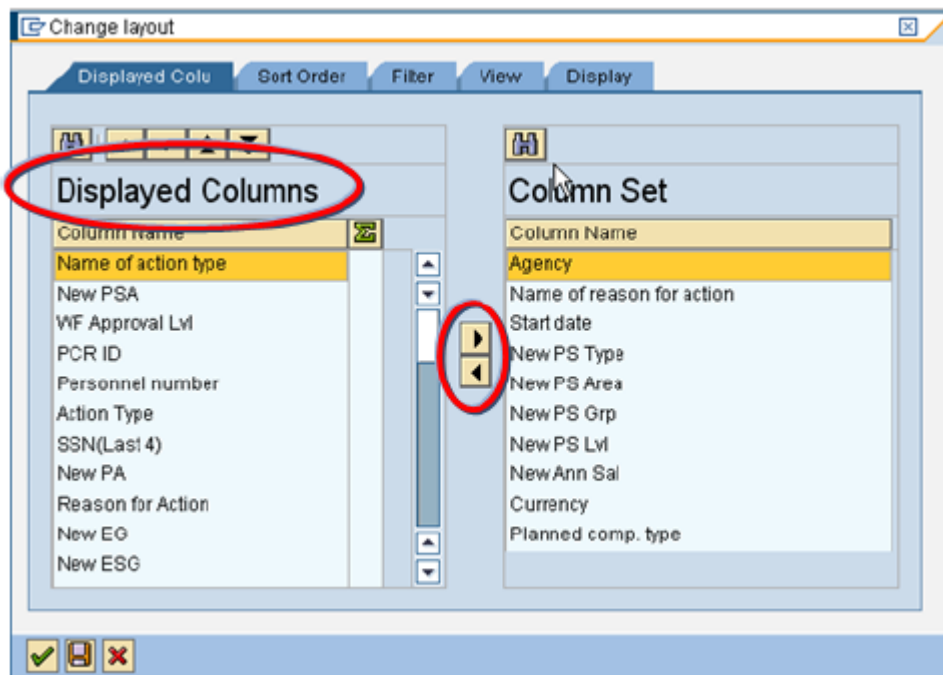 Change layout
Displayed Colu
Sort Order
Filter
View
Display
Displayed Columns
Column Name
Name of action type
New PSA
WF Approval Lvl
PCR ID
Personnel number
Action Type
SSN(Last 4)
New PA
Reason for Action
New EG
New ESG
Column Set
Column Name
Agency
Name of reason for action
Start date
New PS Type
New PS Area
New PS Grp
New PS Lvl
New Ann Sal
Currency
Planned comp. type